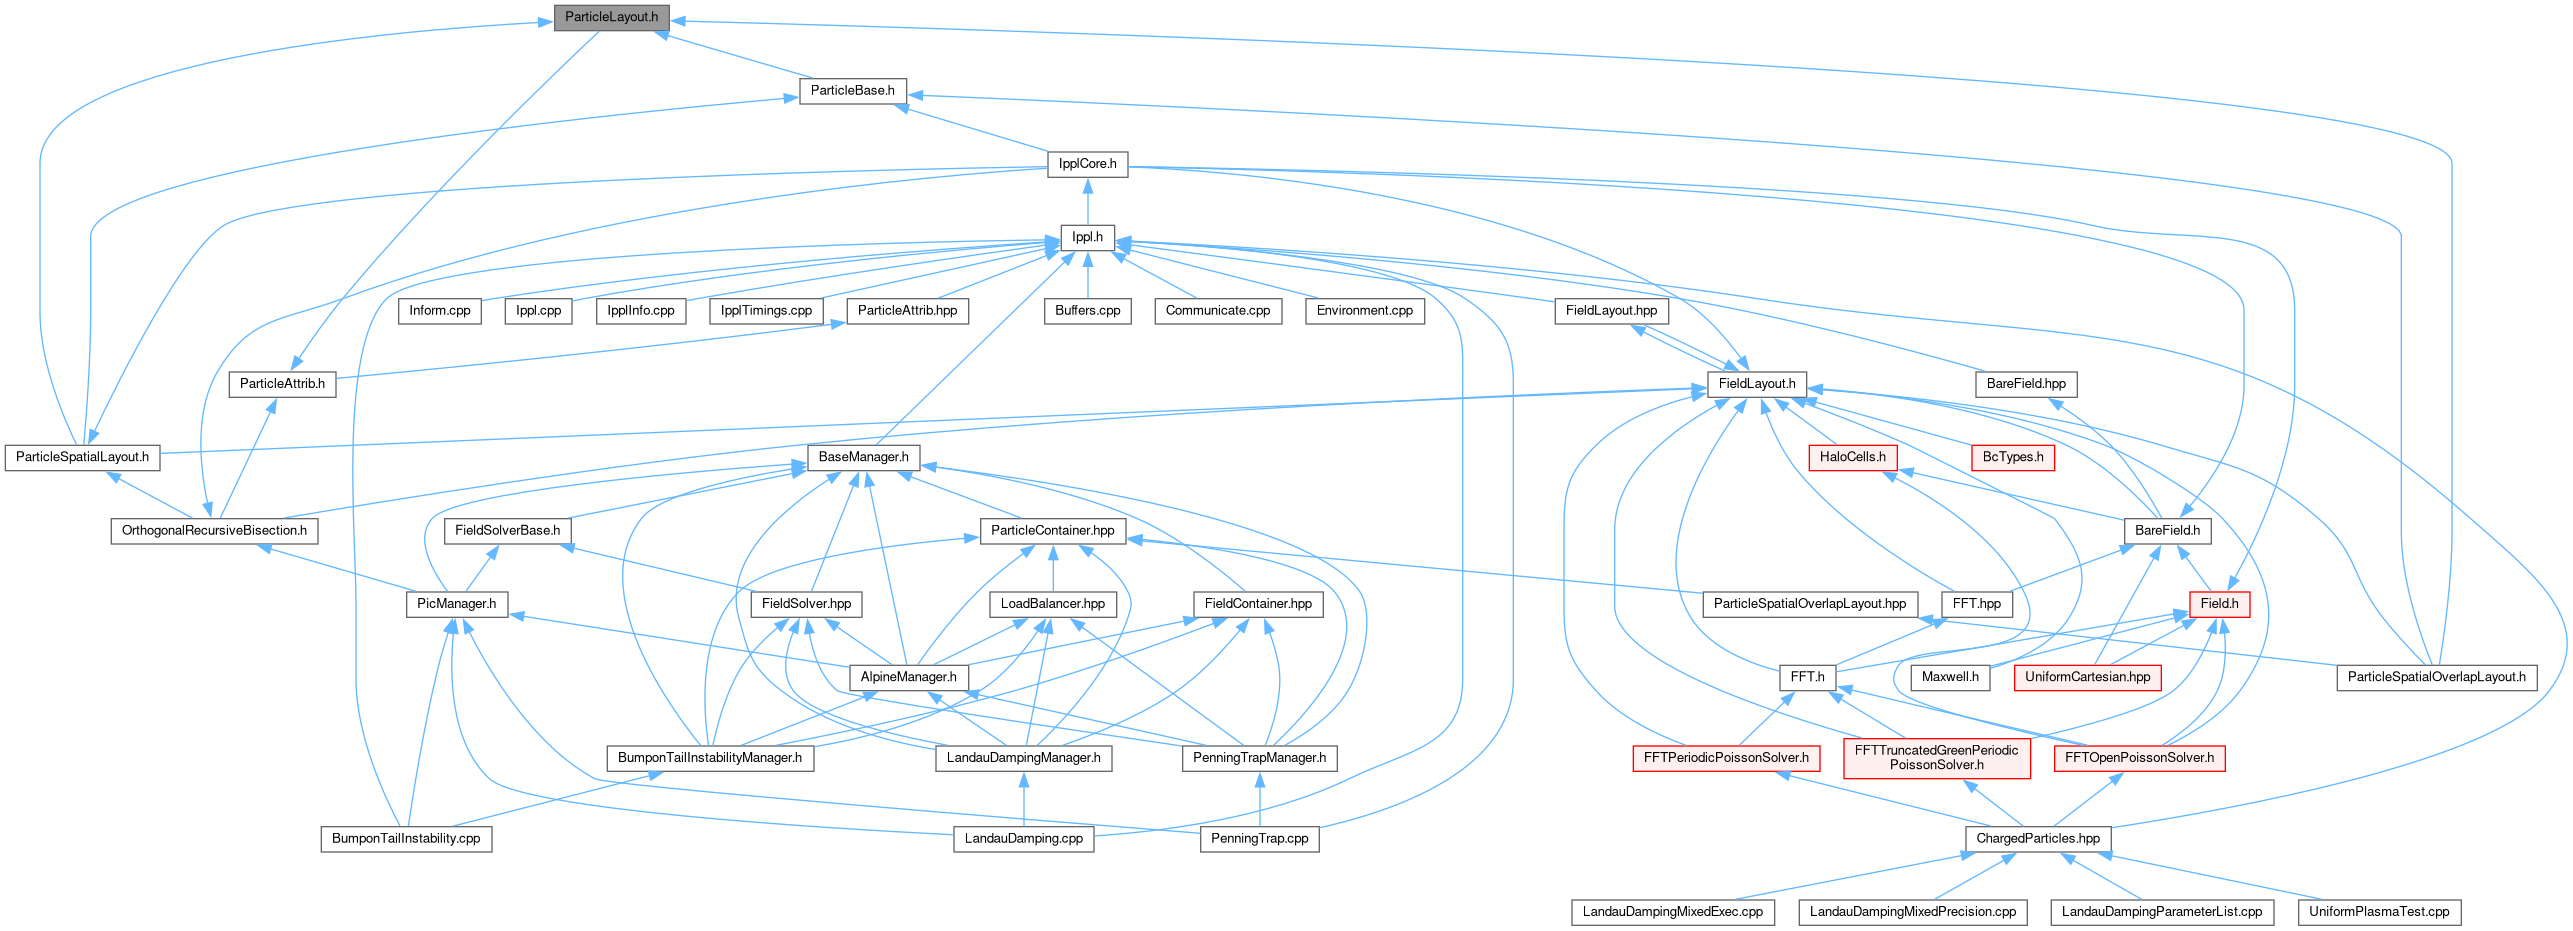 ParticleLayout.h
ParticleBase.h
IpplCore.h
Ippl.h
Inform.cpp
Ippl.cpp
IpplInfo.cpp
IpplTimings.cpp
ParticleAttrib.hpp
Buffers.cpp
Communicate.cpp
Environment.cpp
FieldLayout.hpp
ParticleAttrib.h
FieldLayout.h
BareField.hpp
ParticleSpatialLayout.h
BaseManager.h
HaloCells.h
BcTypes.h
OrthogonalRecursiveBisection.h
FieldSolverBase.h
ParticleContainer.hpp
BareField.h
PicManager.h
FieldSolver.hpp
LoadBalancer.hpp
FieldContainer.hpp
ParticleSpatialOverlapLayout.hpp
FFT.hpp
Field.h
AlpineManager.h
FFT.h
Maxwell.h
UniformCartesian.hpp
ParticleSpatialOverlapLayout.h
BumponTailInstabilityManager.h
LandauDampingManager.h
PenningTrapManager.h
FFTPeriodicPoissonSolver.h
FFTTruncatedGreenPeriodic
PoissonSolver.h
FFTOpenPoissonSolver.h
BumponTailInstability.cpp
LandauDamping.cpp
PenningTrap.cpp
ChargedParticles.hpp
LandauDampingMixedExec.cpp
LandauDampingMixedPrecision.cpp
LandauDampingParameterList.cpp
UniformPlasmaTest.cpp